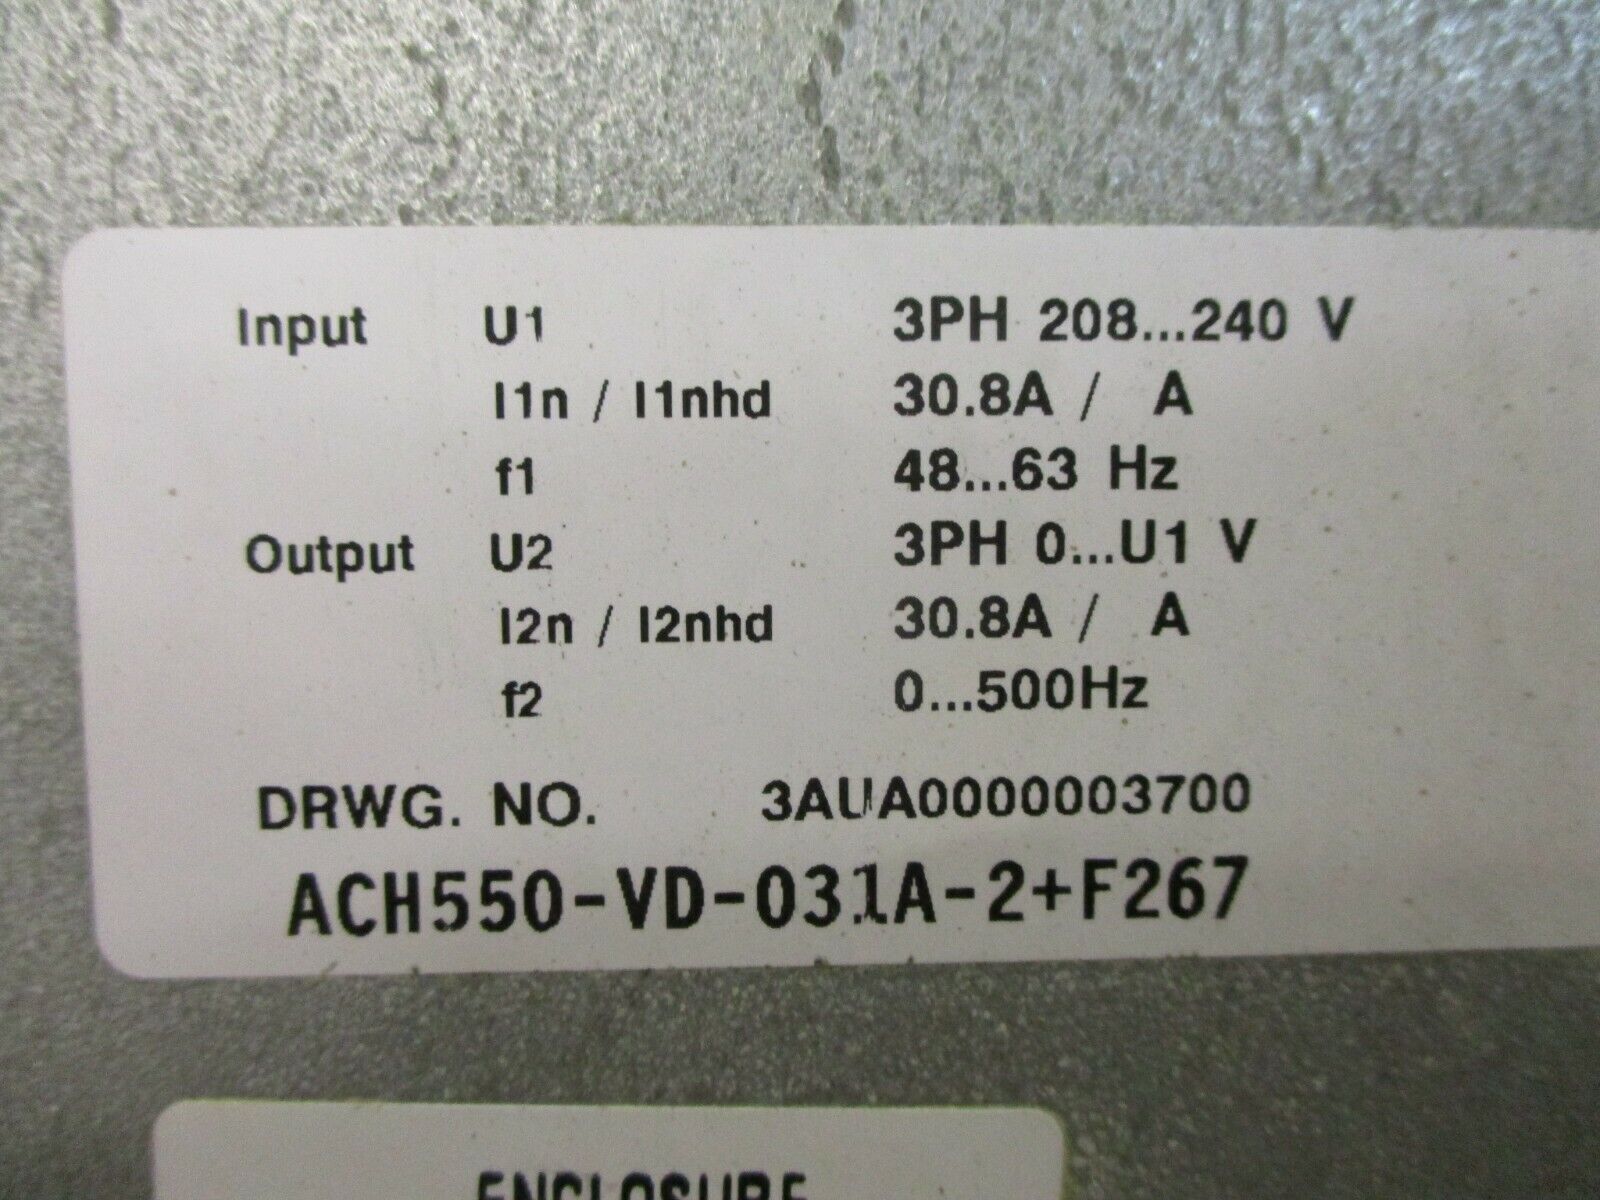 Input U1 3PH 208...240 V
I1n / I1nhd 30.8A / A
f1 48...63 Hz
Output U2 3PH 0...U1 V
I2n / I2nhd 30.8A / A
f2 0...500Hz
DRWG. NO. 3AUA0000003700
ACH550-VD-031A-2+F267
ENCLOSURE